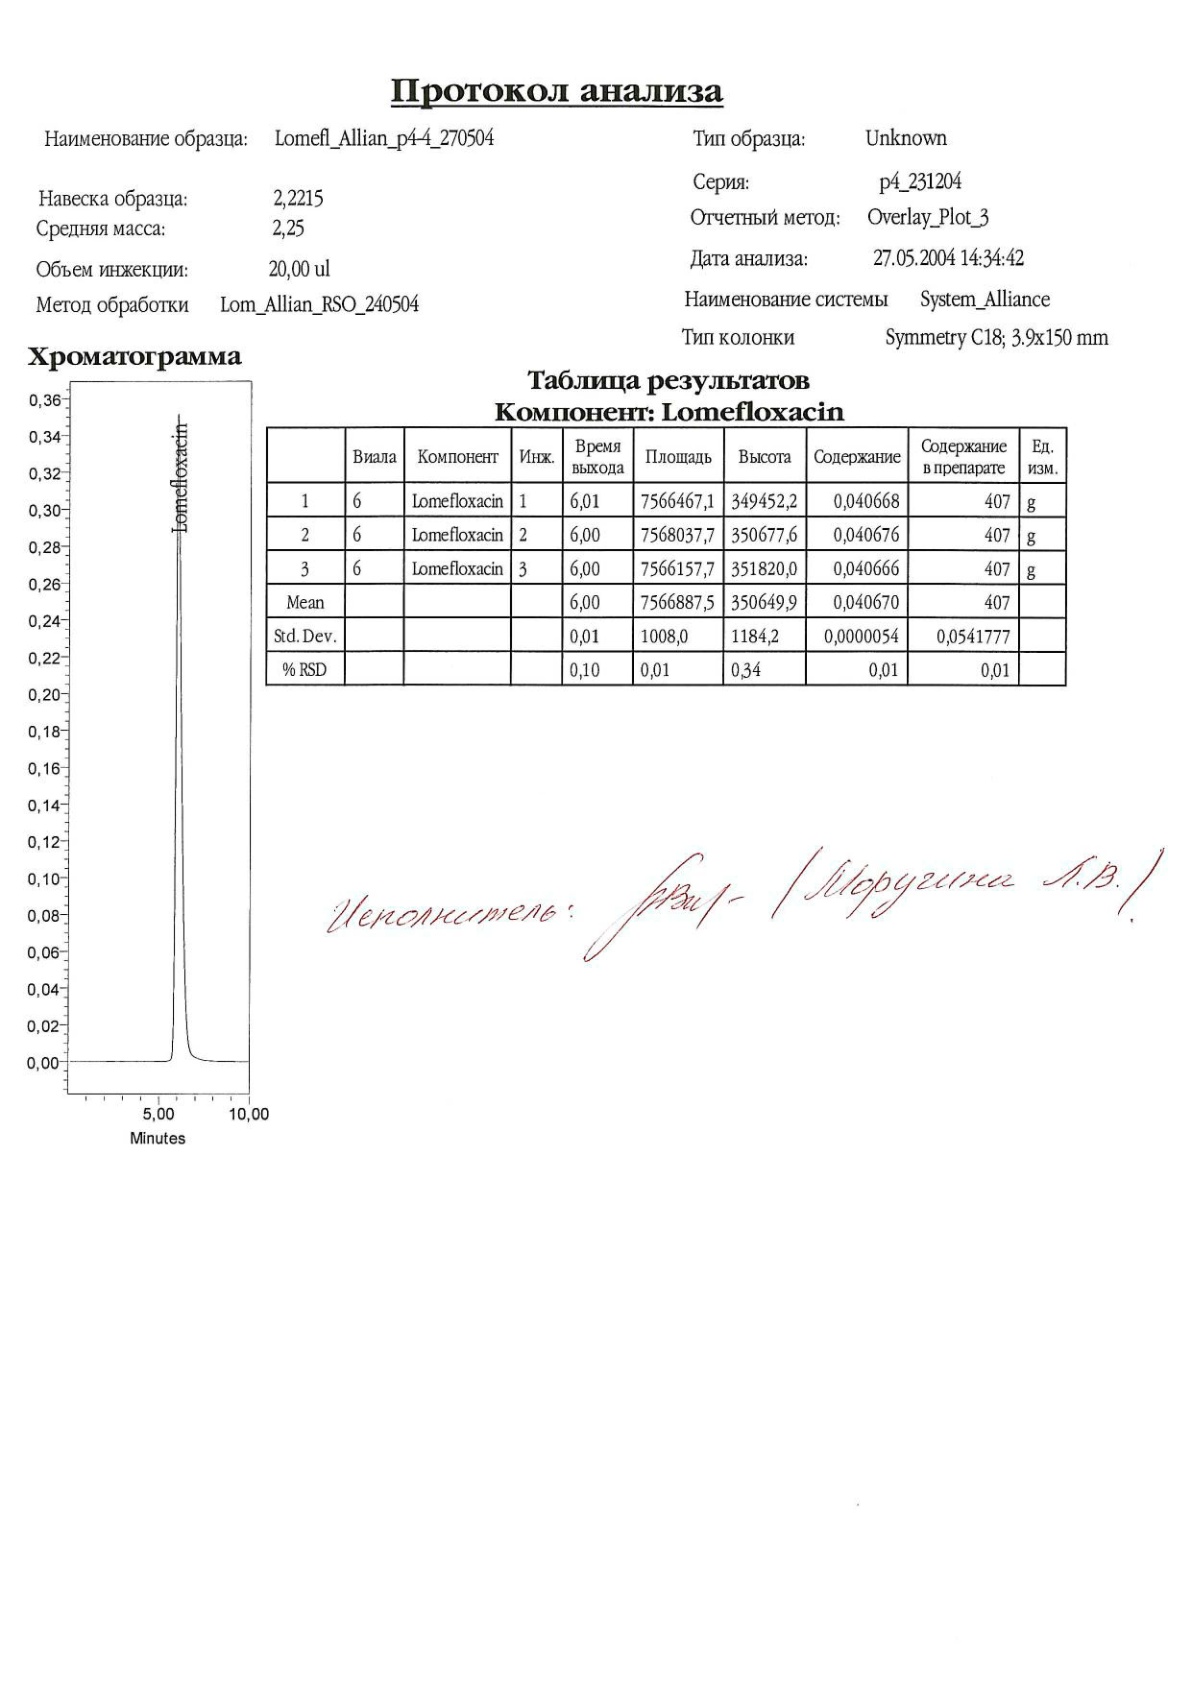 Протокол анализа
Наименование образца: Lomefl_Allian_p4-4_270504
Тип образца: Unknown
Серия: p4_231204
Навеска образца: 2,2215
Отчетный метод: Overlay_Plot_3
Средняя масса: 2,25
Дата анализа: 27.05.2004 14:34:42
Объем инжекции: 20,00 ul
Наименование системы System_Alliance
Метод обработки Lom_Allian_RSO_240504
Тип колонки Symmetry C18; 3.9x150 mm
Хроматограмма
0,36
0,34
0,32
0,30
0,28
0,26
0,24
0,22
0,20
0,18
0,16
0,14
0,12
0,10
0,08
0,06
0,04
0,02
0,00
Lomefloxacin
5,00 10,00
Minutes
Таблица результатов
Компонент: Lomefloxacin
Виала Компонент Инж. Время выхода Площадь Высота Содержание Содержание в препарате Ед. изм.
1 6 Lomefloxacin 1 6,01 7566467,1 349452,2 0,040668 407 g
2 6 Lomefloxacin 2 6,00 7568037,7 350677,6 0,040676 407 g
3 6 Lomefloxacin 3 6,00 7566157,7 351820,0 0,040666 407 g
Mean 6,00 7566887,5 350649,9 0,040670 407
Std. Dev. 0,01 1008,0 1184,2 0,0000054 0,0541777
% RSD 0,10 0,01 0,34 0,01 0,01
Исполнитель: / Моругина Л.В. /